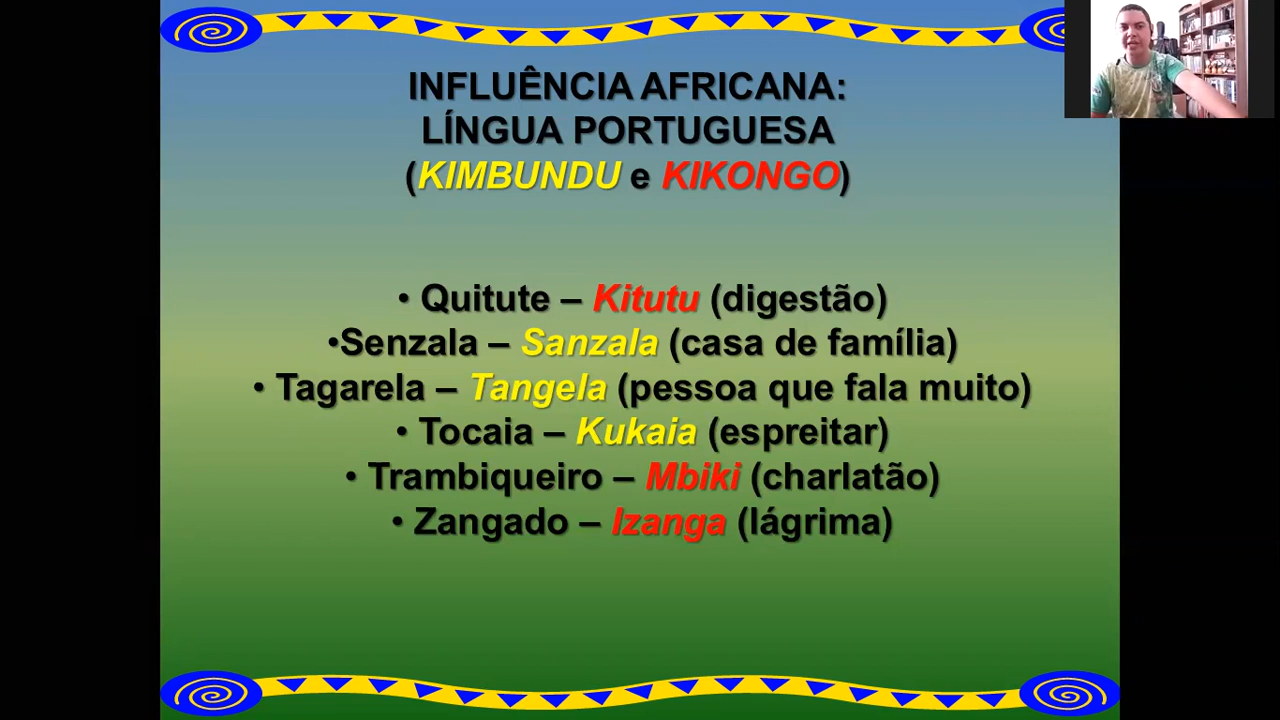 INFLUÊNCIA AFRICANA:
LÍNGUA PORTUGUESA
(KIMBUNDU e KIKONGO)
• Quitute – Kitutu (digestão)
•Senzala – Sanzala (casa de família)
• Tagarela – Tangela (pessoa que fala muito)
• Tocaia – Kukaia (espreitar)
• Trambiqueiro – Mbiki (charlatão)
• Zangado – Izanga (lágrima)